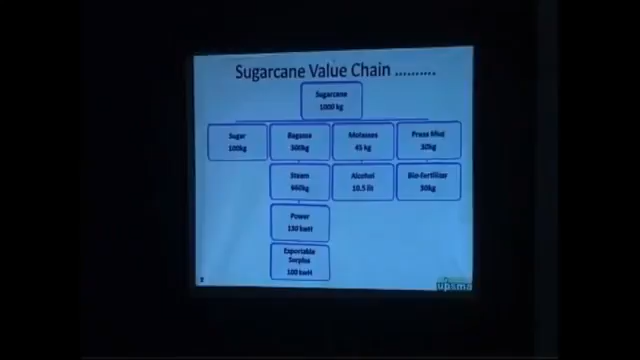 Sugarcane Value Chain ..........
Sugarcane
1000 kg
Sugar
100kg
Bagasse
300kg
Molasses
45 kg
Press Mud
30kg
Steam
660kg
Alcohol
10.5 lit
Bio-fertilizer
30kg
Power
130 kwH
Exportable
Surplus
100 kwH
upsma